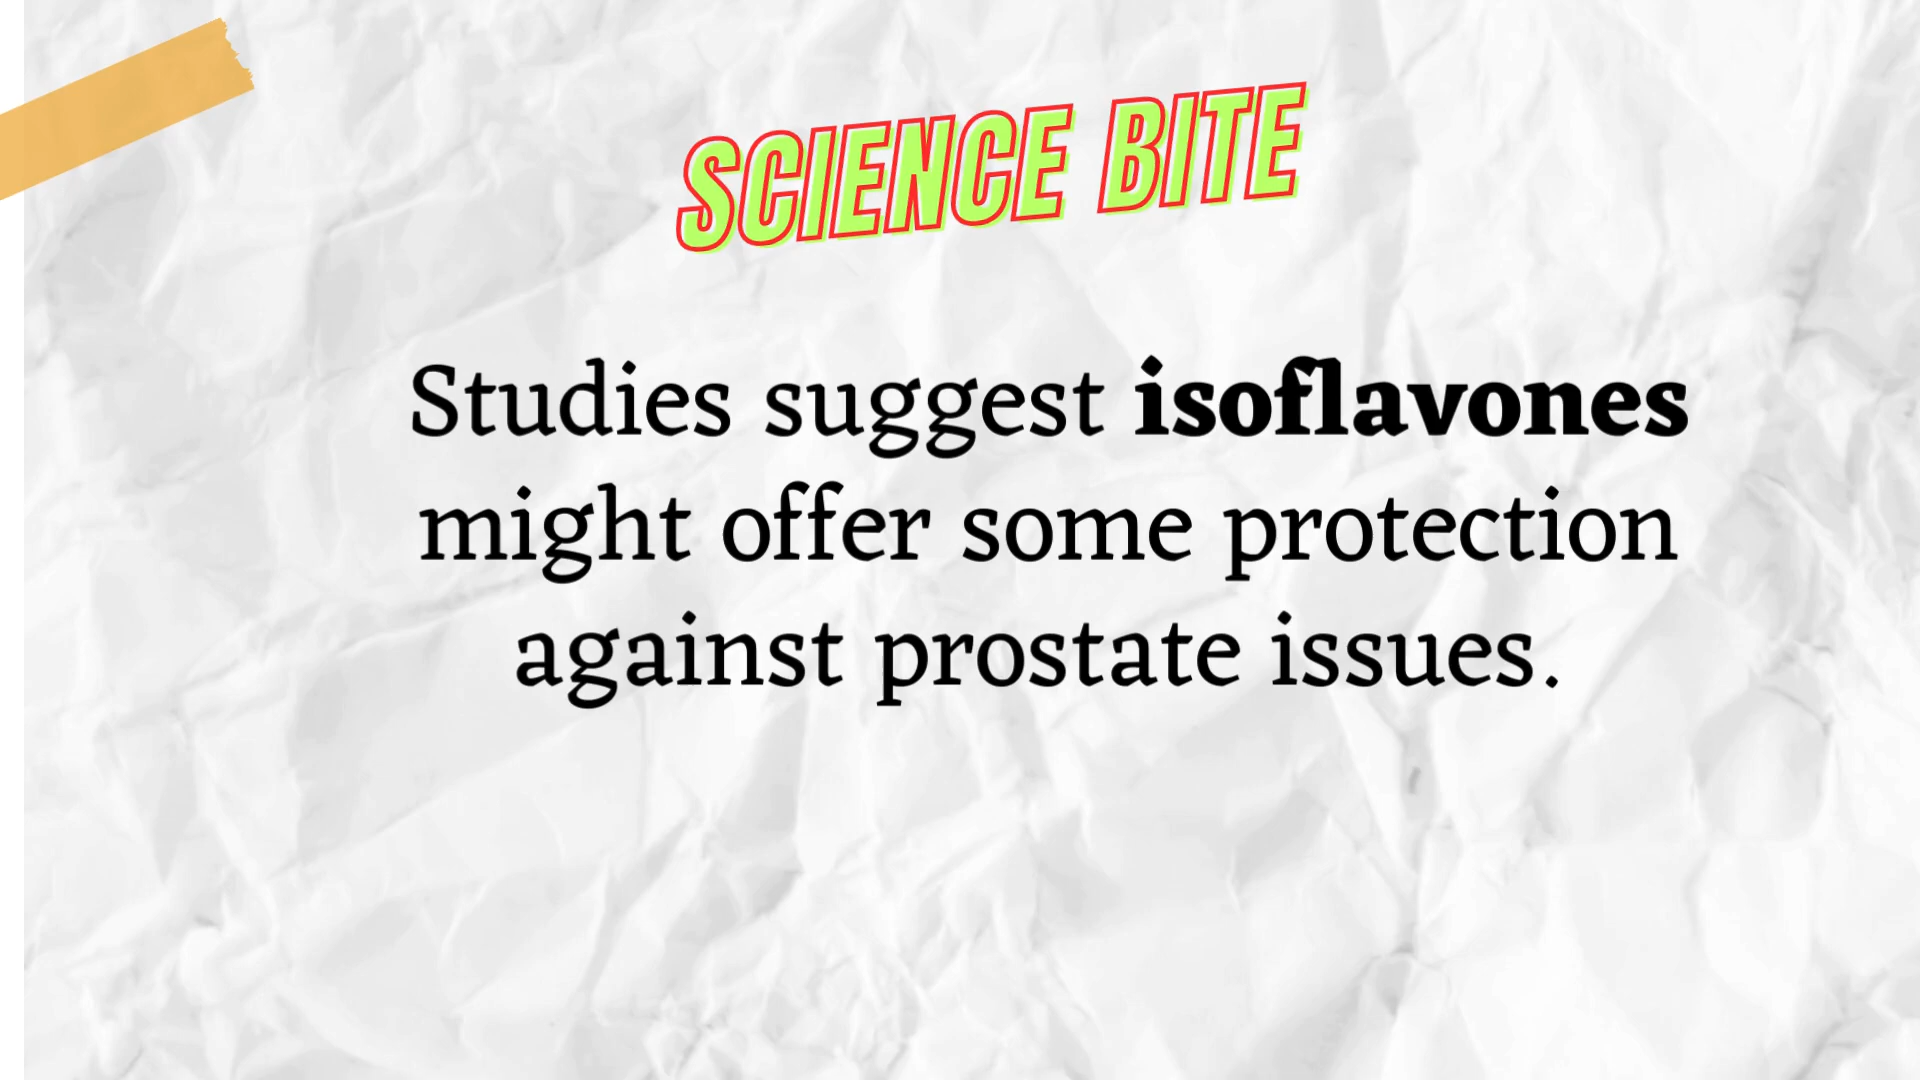 SCIENCE BITE
Studies suggest isoflavones
might offer some protection
against prostate issues.